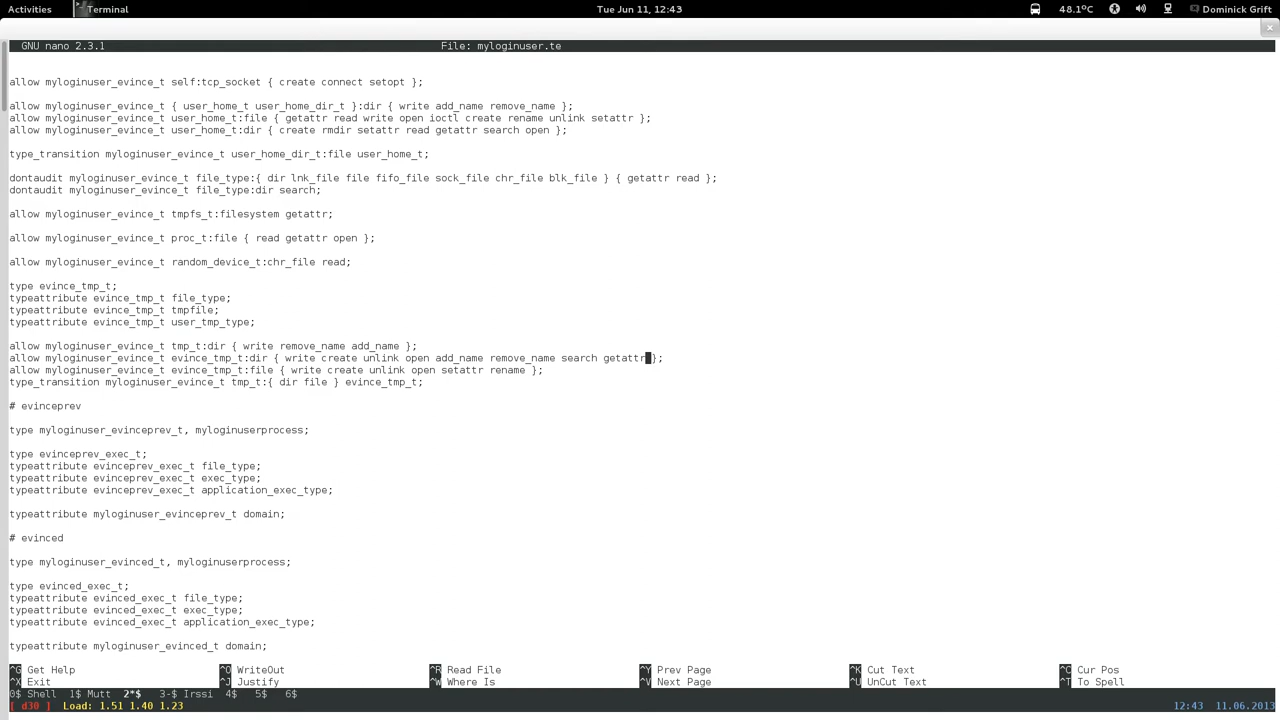 Activities Terminal Tue Jun 11, 12:43 48.1°C Dominick Grift
GNU nano 2.3.1 File: myloginuser.te
allow myloginuser_evince_t self:tcp_socket { create connect setopt };
allow myloginuser_evince_t { user_home_t user_home_dir_t }:dir { write add_name remove_name };
allow myloginuser_evince_t user_home_t:file { getattr read write open ioctl create rename unlink setattr };
allow myloginuser_evince_t user_home_t:dir { create rmdir setattr read getattr search open };
type_transition myloginuser_evince_t user_home_dir_t:file user_home_t;
dontaudit myloginuser_evince_t file_type:{ dir lnk_file file fifo_file sock_file chr_file blk_file } { getattr read };
dontaudit myloginuser_evince_t file_type:dir search;
allow myloginuser_evince_t tmpfs_t:filesystem getattr;
allow myloginuser_evince_t proc_t:file { read getattr open };
allow myloginuser_evince_t random_device_t:chr_file read;
type evince_tmp_t;
typeattribute evince_tmp_t file_type;
typeattribute evince_tmp_t tmpfile;
typeattribute evince_tmp_t user_tmp_type;
allow myloginuser_evince_t tmp_t:dir { write remove_name add_name };
allow myloginuser_evince_t evince_tmp_t:dir { write create unlink open add_name remove_name search getattr };
allow myloginuser_evince_t evince_tmp_t:file { write create unlink open setattr rename };
type_transition myloginuser_evince_t tmp_t:{ dir file } evince_tmp_t;
# evinceprev
type myloginuser_evinceprev_t, myloginuserprocess;
type evinceprev_exec_t;
typeattribute evinceprev_exec_t file_type;
typeattribute evinceprev_exec_t exec_type;
typeattribute evinceprev_exec_t application_exec_type;
typeattribute myloginuser_evinceprev_t domain;
# evinced
type myloginuser_evinced_t, myloginuserprocess;
type evinced_exec_t;
typeattribute evinced_exec_t file_type;
typeattribute evinced_exec_t exec_type;
typeattribute evinced_exec_t application_exec_type;
typeattribute myloginuser_evinced_t domain;
^G Get Help ^O WriteOut ^R Read File ^Y Prev Page ^K Cut Text ^C Cur Pos
^X Exit ^J Justify ^W Where Is ^V Next Page ^U UnCut Text ^T To Spell
0$ Shell 1$ Mutt 2*$ 3-$ Irssi 4$ 5$ 6$
[ d30 ] Load: 1.51 1.40 1.23 12:43 11.06.2013